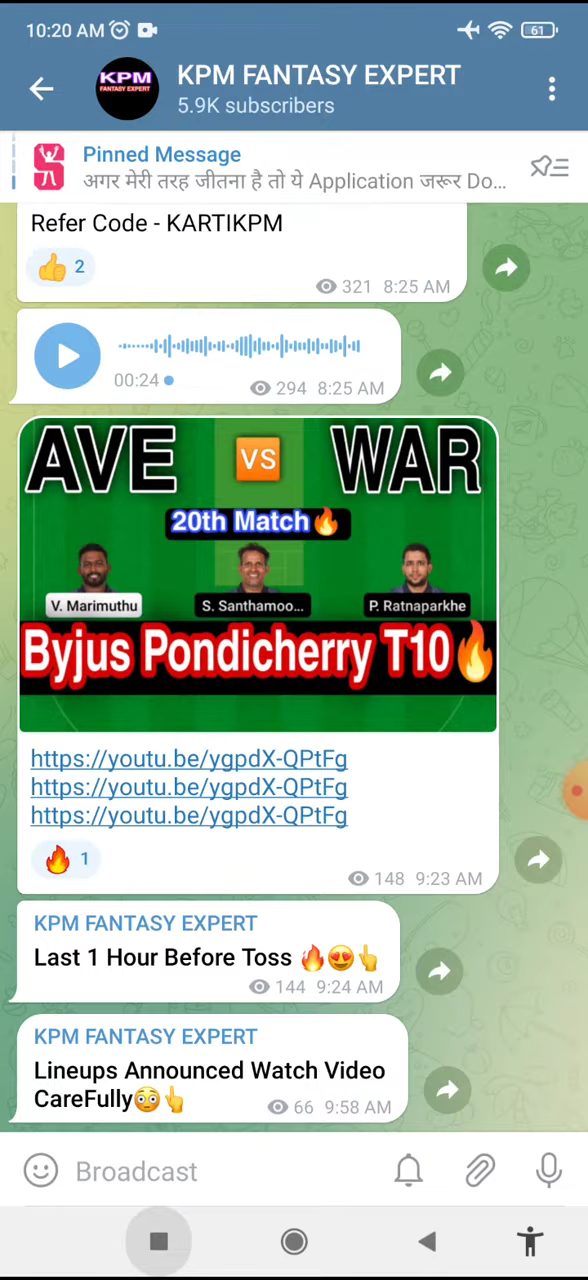 10:20 AM
61
KPM
FANTASY EXPERT
KPM FANTASY EXPERT
5.9K subscribers
Pinned Message
अगर मेरी तरह जीतना है तो ये Application जरूर Do...
Refer Code - KARTIKPM
👍 2
321 8:25 AM
00:24
294 8:25 AM
AVE VS WAR
20th Match🔥
V. Marimuthu
S. Santhamoo...
P. Ratnaparkhe
Byjus Pondicherry T10🔥
https://youtu.be/ygpdX-QPtFg
https://youtu.be/ygpdX-QPtFg
https://youtu.be/ygpdX-QPtFg
🔥 1
148 9:23 AM
KPM FANTASY EXPERT
Last 1 Hour Before Toss 🔥😍👆
144 9:24 AM
KPM FANTASY EXPERT
Lineups Announced Watch Video
CareFully😳👆
66 9:58 AM
Broadcast